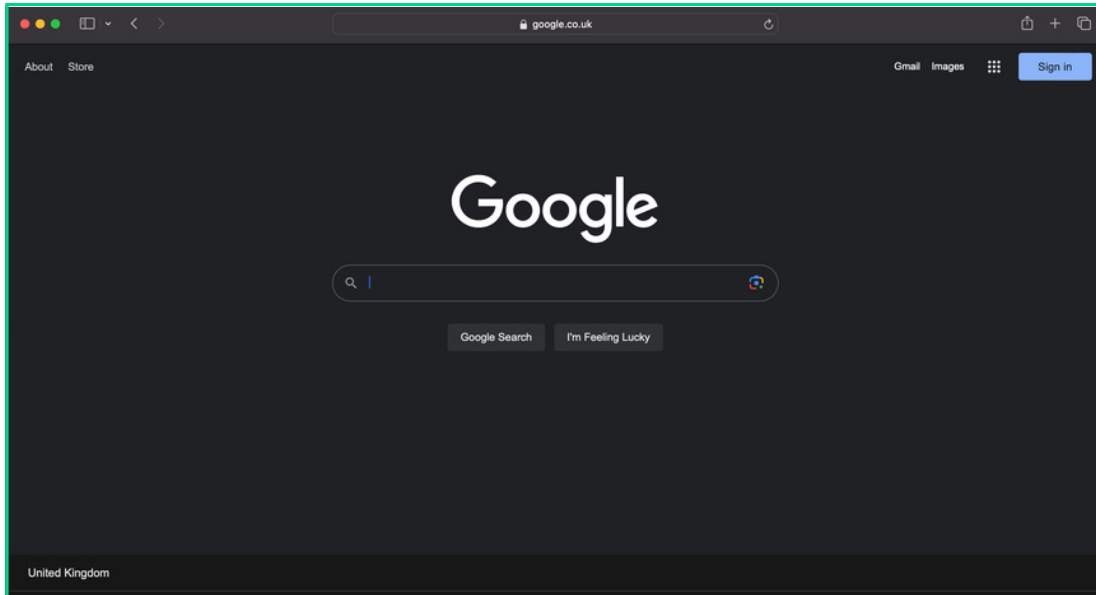 google.co.uk
About Store Gmail Images Sign in
Google
Google Search I'm Feeling Lucky
United Kingdom